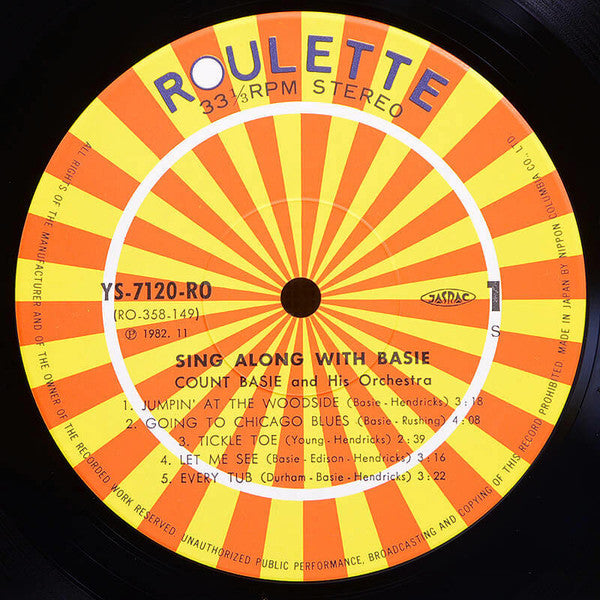 ROULETTE
33⅓RPM STEREO
YS-7120-RO
(RO-358-149)
Ⓟ 1982. 11
JASRAC
1
S
SING ALONG WITH BASIE
COUNT BASIE and His Orchestra
1. JUMPIN' AT THE WOODSIDE (Basie - Hendricks) 3 : 18
2. GOING TO CHICAGO BLUES (Basie - Rushing) 4 : 08
3. TICKLE TOE (Young - Hendricks) 2 : 39
4. LET ME SEE (Basie - Edison - Hendricks) 3 : 16
5. EVERY TUB (Durham - Basie - Hendricks) 3 : 22
ALL RIGHTS OF THE MANUFACTURER AND OF THE OWNER OF THE RECORDED WORK RESERVED. UNAUTHORIZED PUBLIC PERFORMANCE, BROADCASTING AND COPYING OF THIS RECORD PROHIBITED. MADE IN JAPAN BY NIPPON COLUMBIA CO., LTD.